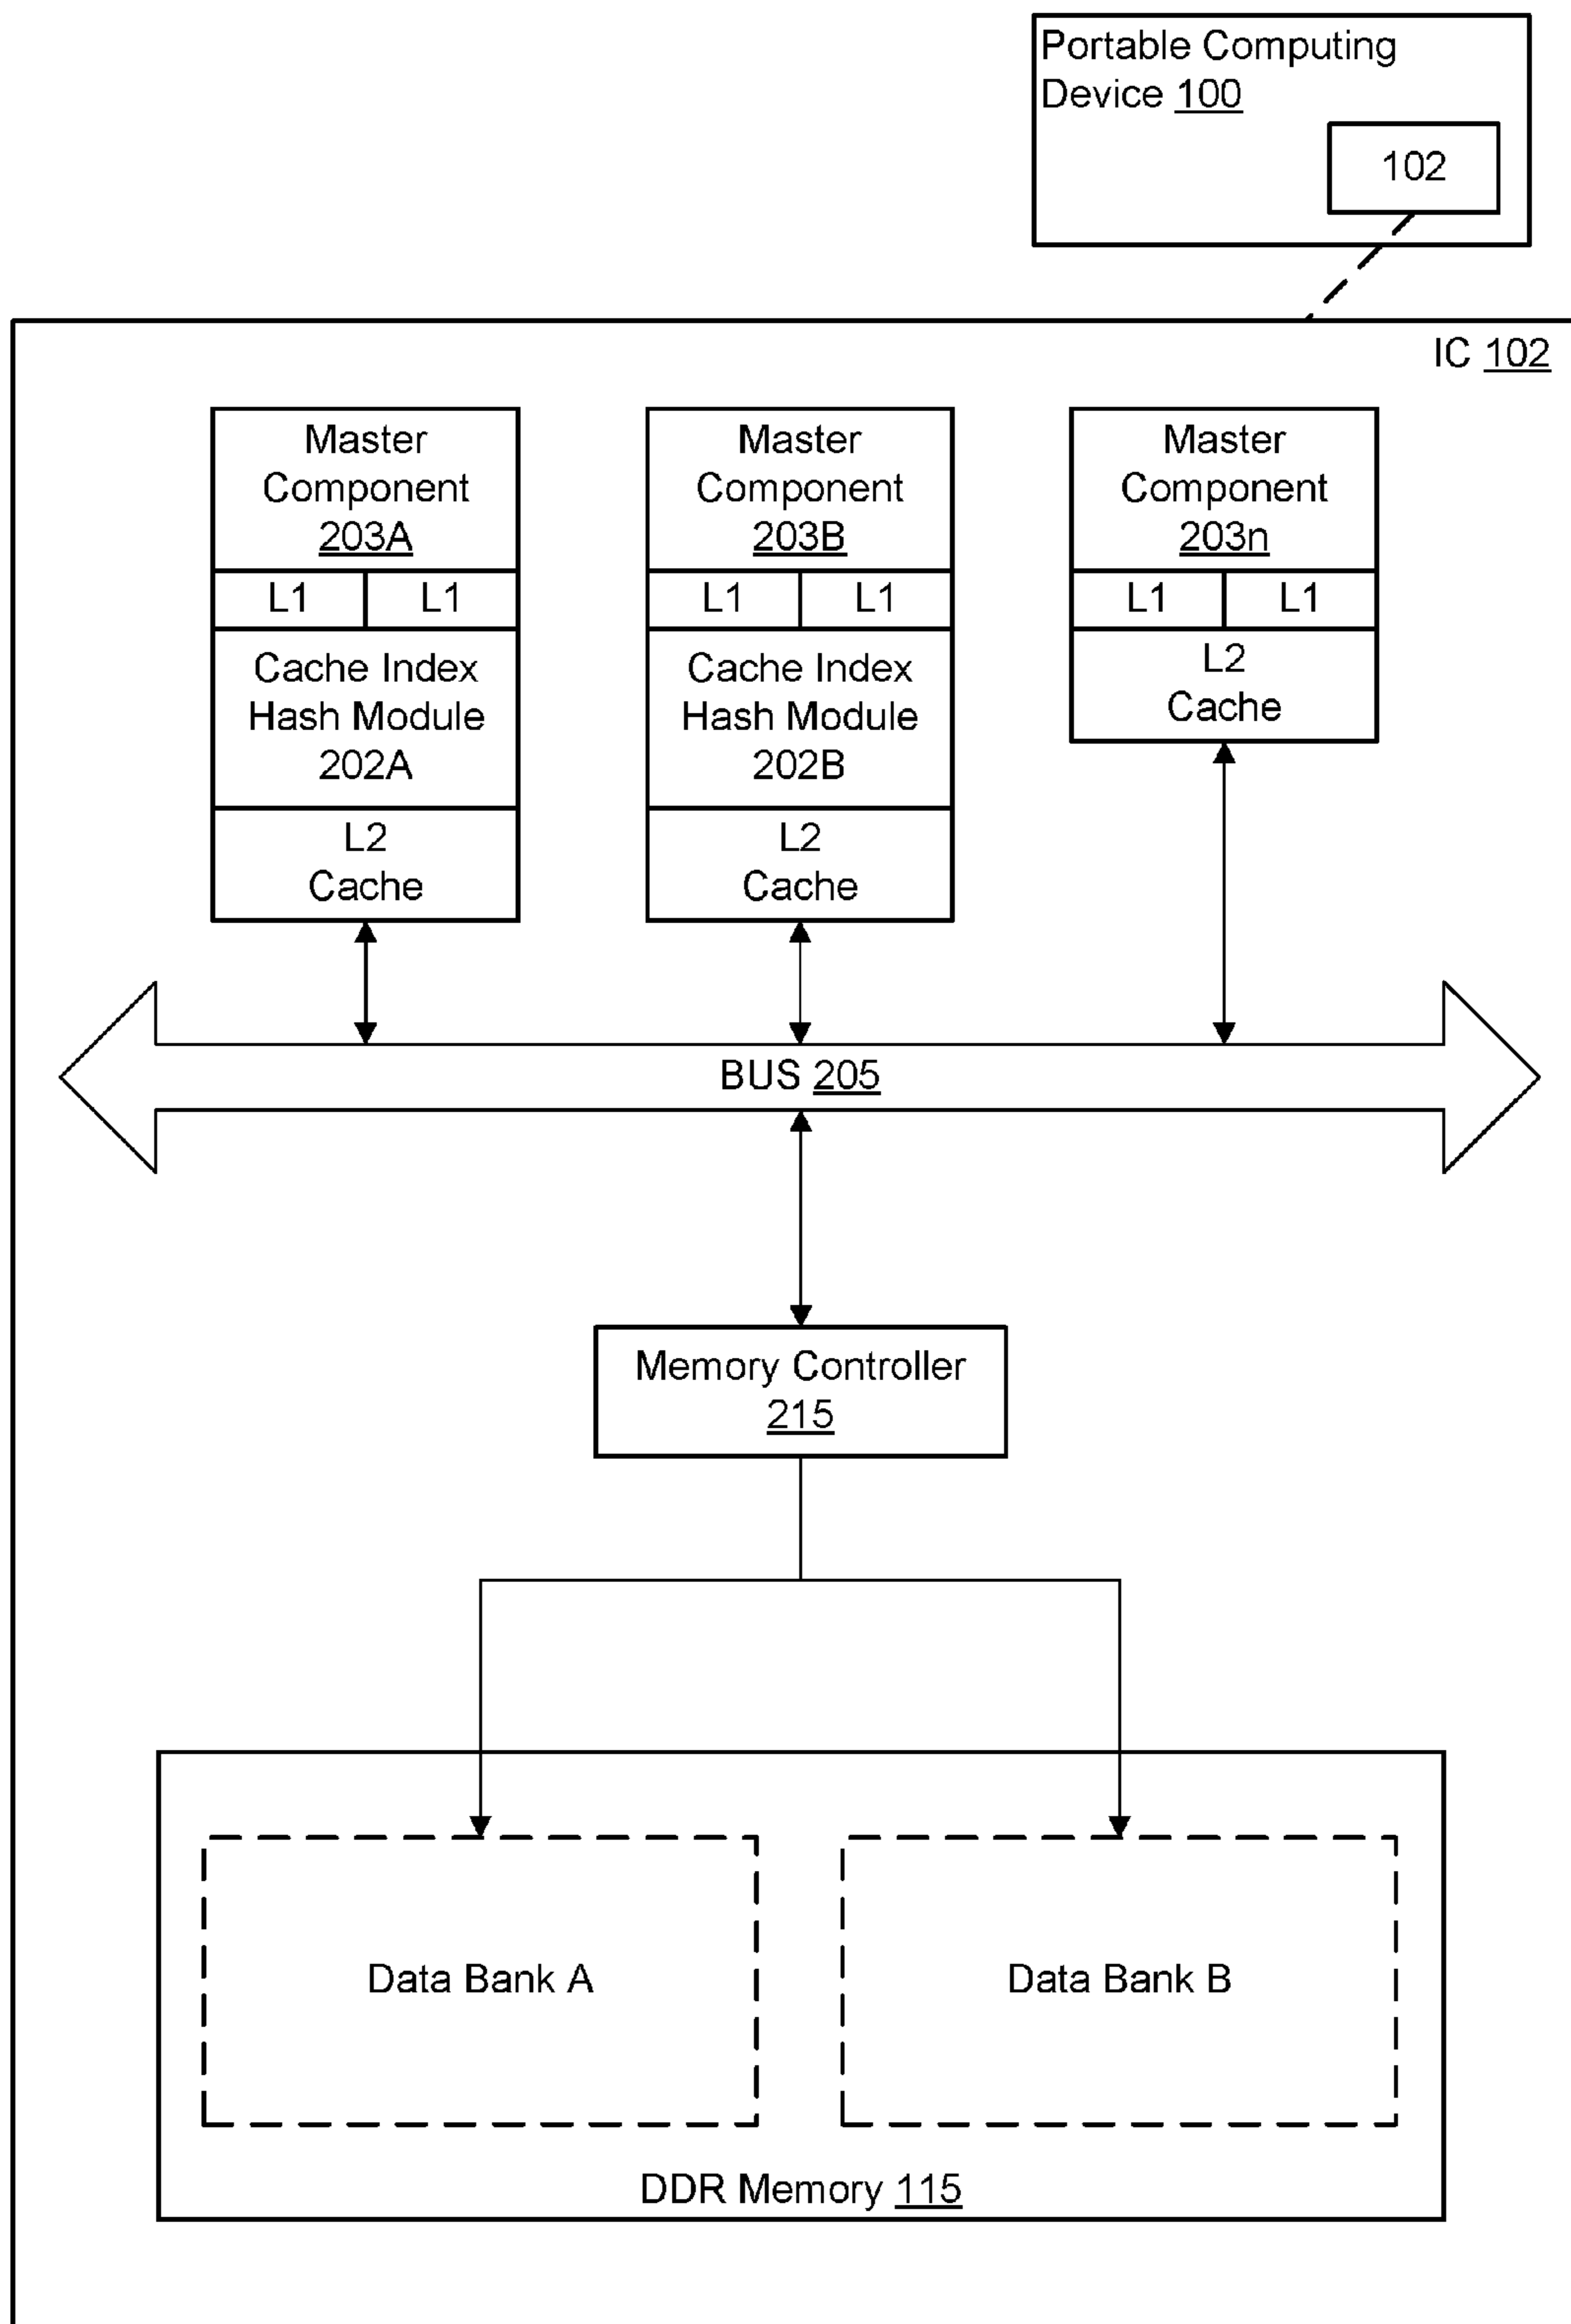 Portable Computing
Device 100
102
IC 102
Master
Component
203A
L1 L1
Cache Index
Hash Module
202A
L2
Cache
Master
Component
203B
L1 L1
Cache Index
Hash Module
202B
L2
Cache
Master
Component
203n
L1 L1
L2
Cache
BUS 205
Memory Controller
215
Data Bank A
Data Bank B
DDR Memory 115